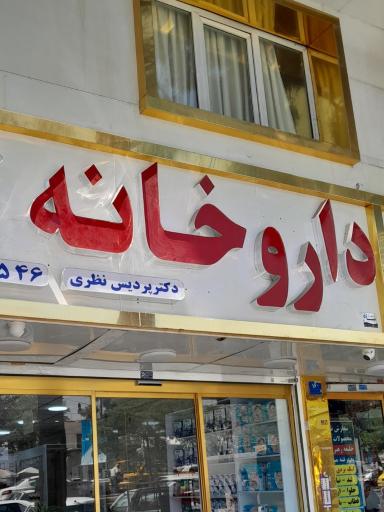 داروخانه
دکتر پردیس نظری
۵۴۶